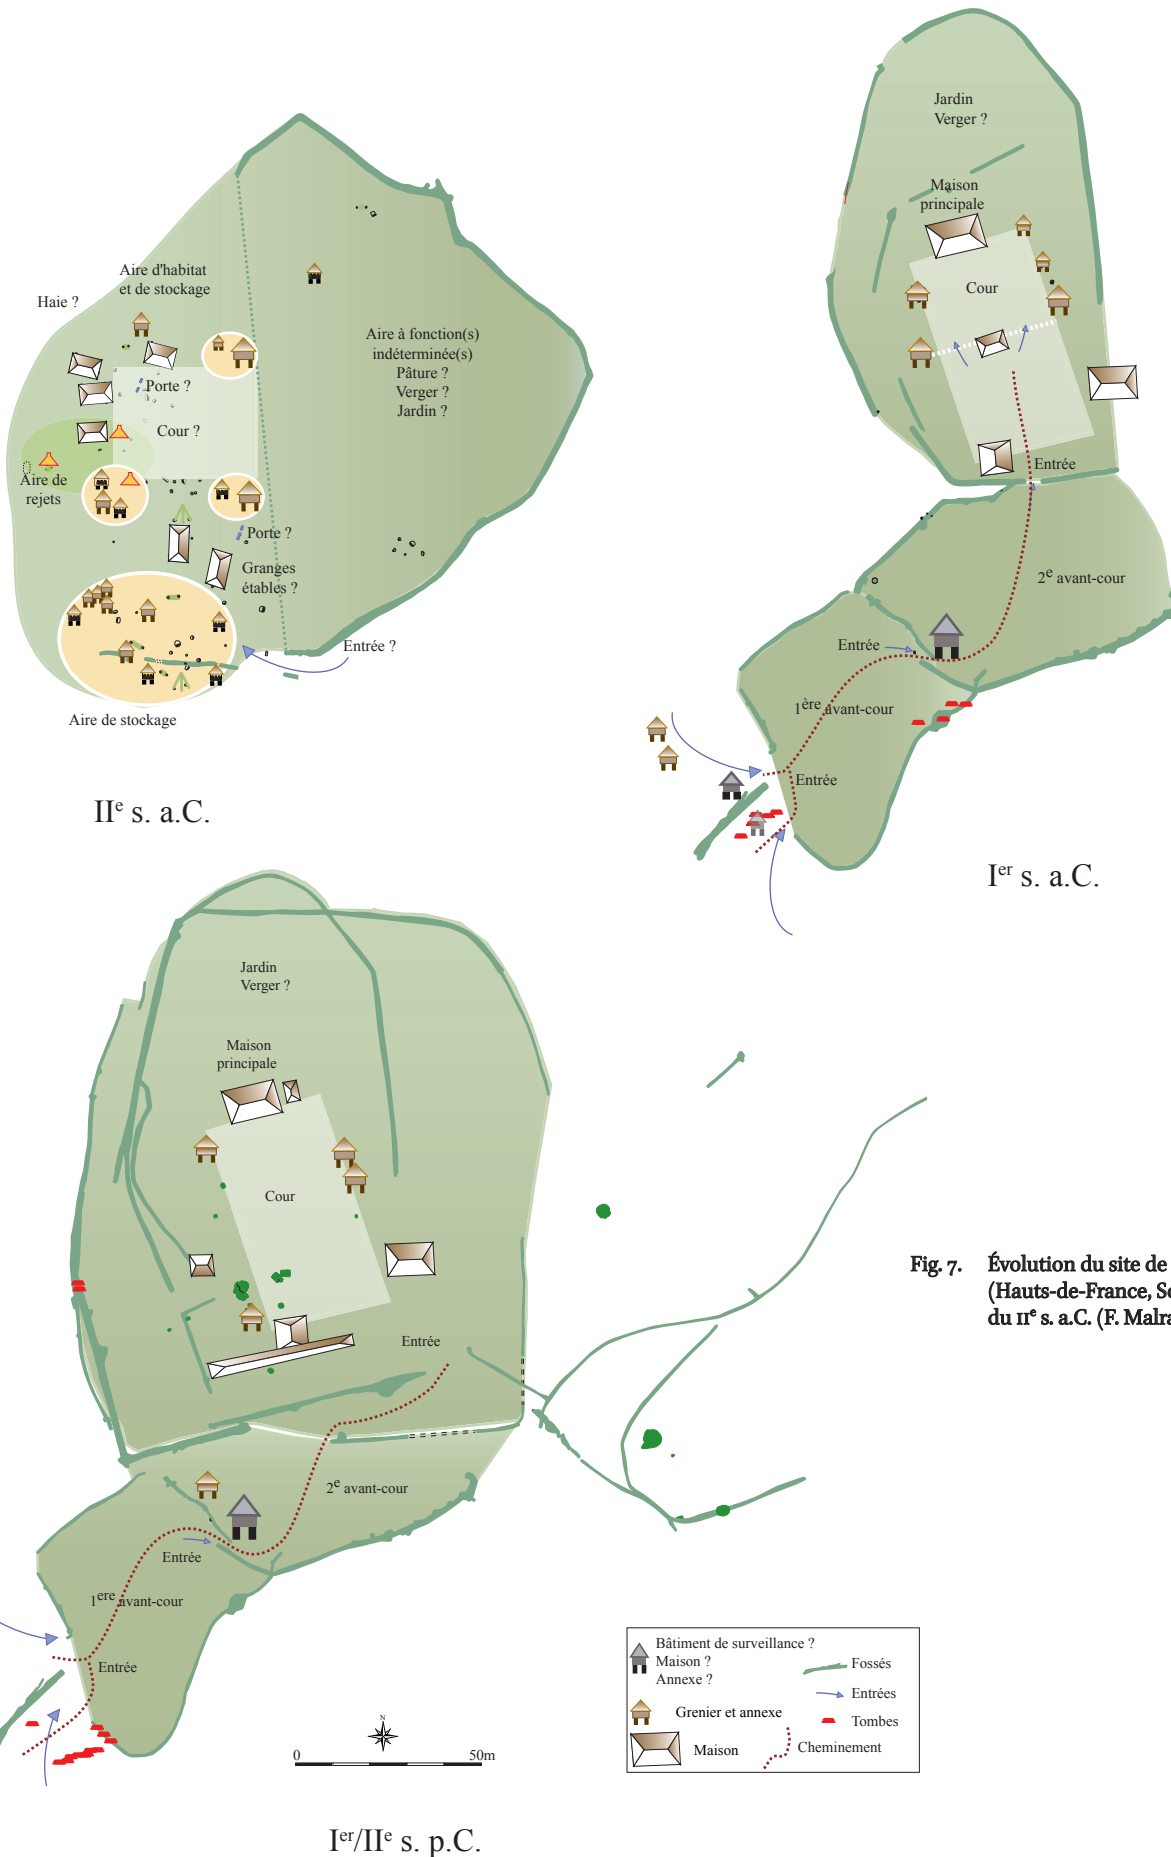 Aire d'habitat
et de stockage
Haie ?
Porte ?
Cour ?
Aire de
rejets
Aire à fonction(s)
indéterminée(s)
Pâture ?
Verger ?
Jardin ?
Porte ?
Granges
étables ?
Entrée ?
Aire de stockage
IIe s. a.C.
Jardin
Verger ?
Maison
principale
Cour
Entrée
2e avant-cour
Entrée
1ère avant-cour
Entrée
Ier s. a.C.
Jardin
Verger ?
Maison
principale
Cour
Entrée
2e avant-cour
Entrée
1ere avant-cour
Entrée
N
0 50m
Ier/IIe s. p.C.
Fig. 7. Évolution du site de
(Hauts-de-France, So
du IIe s. a.C. (F. Malra
Bâtiment de surveillance ?
Maison ?
Annexe ?
Grenier et annexe
Maison
Fossés
Entrées
Tombes
Cheminement